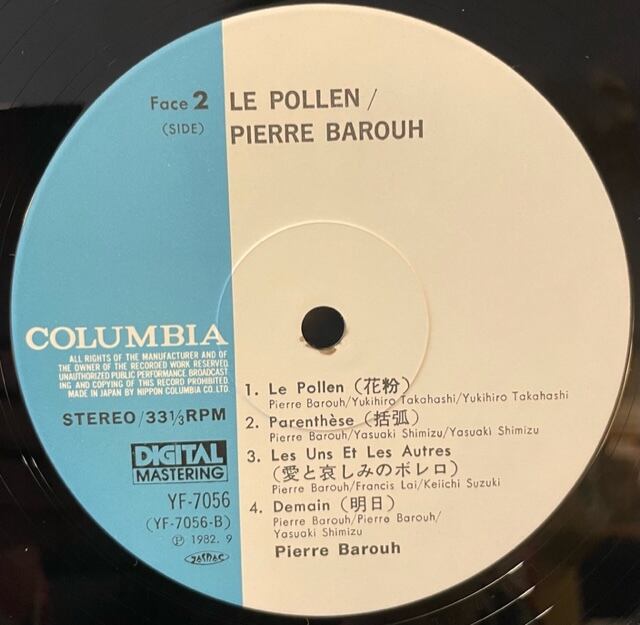 Face 2
(SIDE)
LE POLLEN /
PIERRE BAROUH
COLUMBIA
ALL RIGHTS OF THE MANUFACTURER AND OF
THE OWNER OF THE RECORDED WORK RESERVED.
UNAUTHORIZED PUBLIC PERFORMANCE, BROADCAST-
ING AND COPYING OF THIS RECORD PROHIBITED.
MADE IN JAPAN BY NIPPON COLUMBIA CO. LTD.
STEREO/33⅓RPM
DIGITAL
MASTERING
YF-7056
(YF-7056-B)
Ⓟ 1982. 9
JASRAC
1. Le Pollen (花粉)
Pierre Barouh/Yukihiro Takahashi/Yukihiro Takahashi
2. Parenthèse (括弧)
Pierre Barouh/Yasuaki Shimizu/Yasuaki Shimizu
3. Les Uns Et Les Autres
(愛と哀しみのボレロ)
Pierre Barouh/Francis Lai/Keiichi Suzuki
4. Demain (明日)
Pierre Barouh/Pierre Barouh/
Yasuaki Shimizu
Pierre Barouh